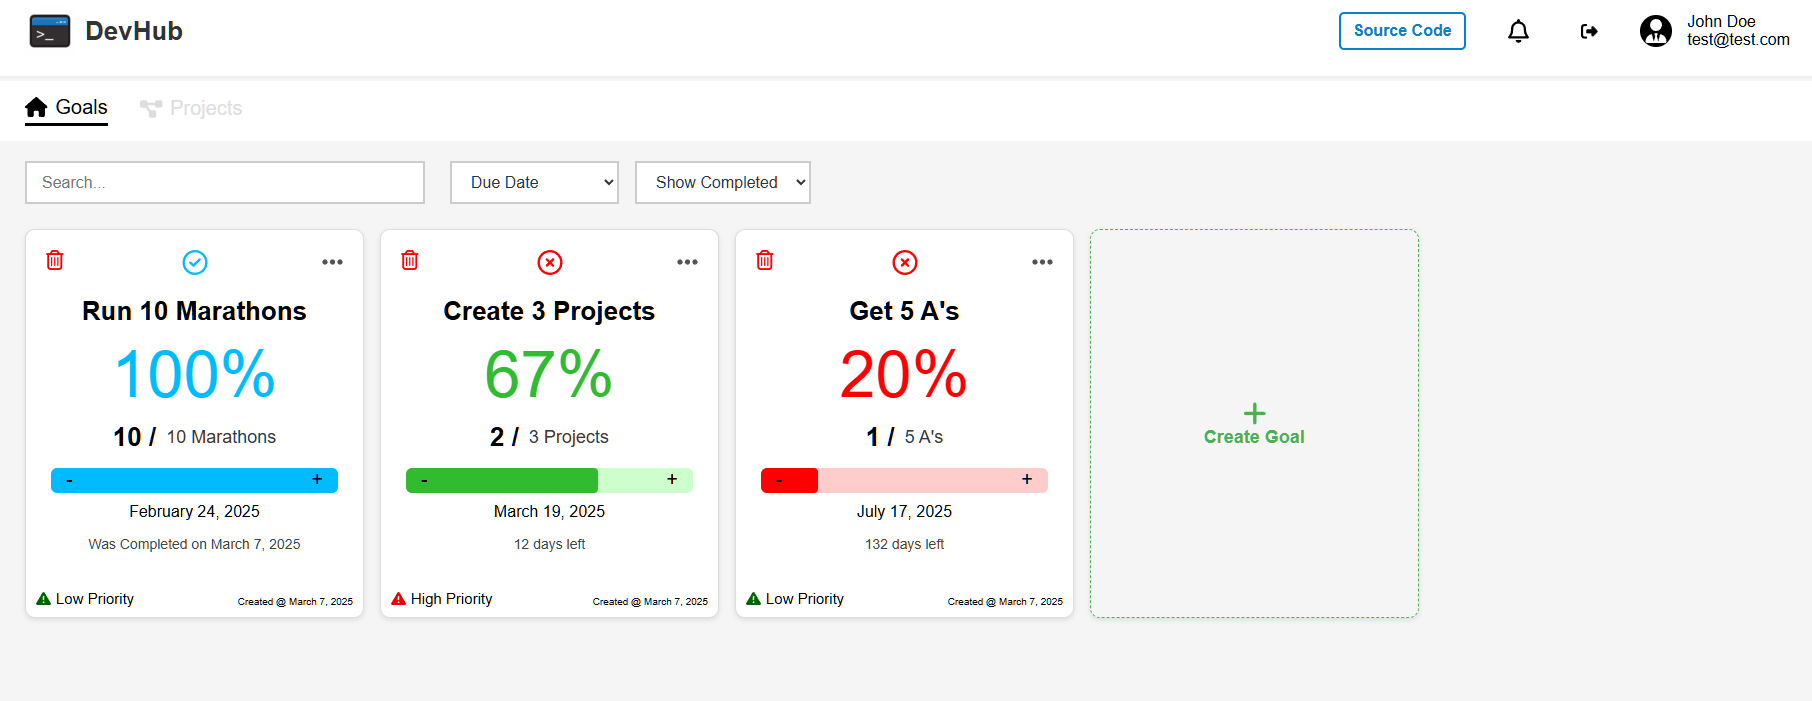 >_
DevHub
Source Code
John Doe
test@test.com
Goals
Projects
Search...
Due Date
Show Completed
Run 10 Marathons
100%
10 / 10 Marathons
- +
February 24, 2025
Was Completed on March 7, 2025
Low Priority
Created @ March 7, 2025
Create 3 Projects
67%
2 / 3 Projects
- +
March 19, 2025
12 days left
High Priority
Created @ March 7, 2025
Get 5 A's
20%
1 / 5 A's
- +
July 17, 2025
132 days left
Low Priority
Created @ March 7, 2025
+
Create Goal